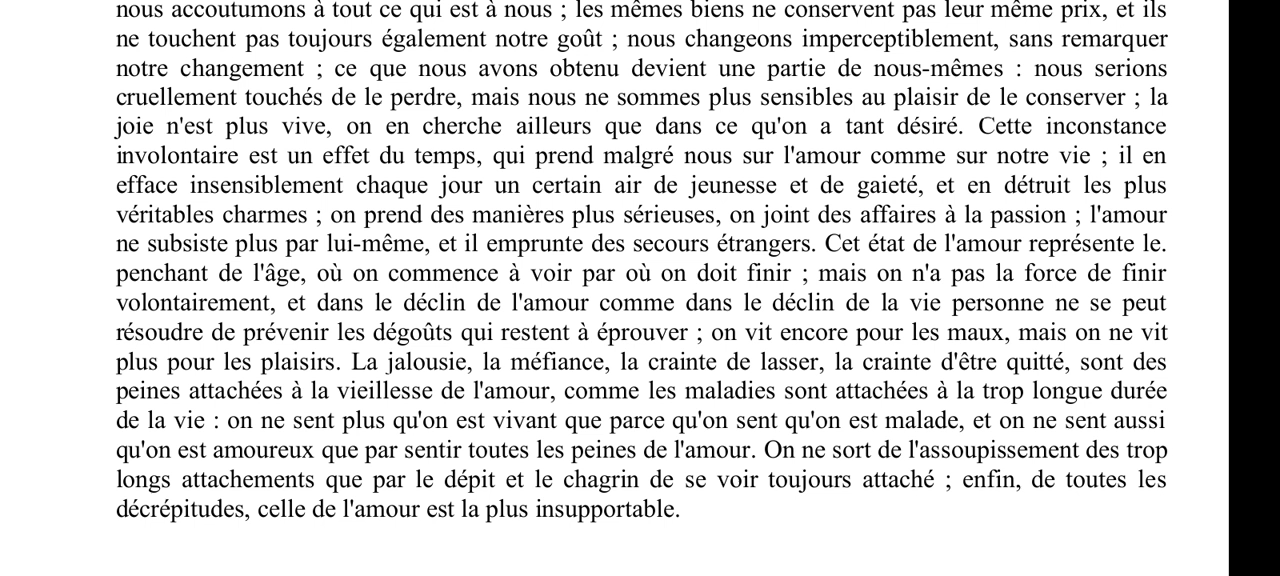 nous accoutumons à tout ce qui est à nous ; les mêmes biens ne conservent pas leur même prix, et ils
ne touchent pas toujours également notre goût ; nous changeons imperceptiblement, sans remarquer
notre changement ; ce que nous avons obtenu devient une partie de nous-mêmes : nous serions
cruellement touchés de le perdre, mais nous ne sommes plus sensibles au plaisir de le conserver ; la
joie n'est plus vive, on en cherche ailleurs que dans ce qu'on a tant désiré. Cette inconstance
involontaire est un effet du temps, qui prend malgré nous sur l'amour comme sur notre vie ; il en
efface insensiblement chaque jour un certain air de jeunesse et de gaieté, et en détruit les plus
véritables charmes ; on prend des manières plus sérieuses, on joint des affaires à la passion ; l'amour
ne subsiste plus par lui-même, et il emprunte des secours étrangers. Cet état de l'amour représente le.
penchant de l'âge, où on commence à voir par où on doit finir ; mais on n'a pas la force de finir
volontairement, et dans le déclin de l'amour comme dans le déclin de la vie personne ne se peut
résoudre de prévenir les dégoûts qui restent à éprouver ; on vit encore pour les maux, mais on ne vit
plus pour les plaisirs. La jalousie, la méfiance, la crainte de lasser, la crainte d'être quitté, sont des
peines attachées à la vieillesse de l'amour, comme les maladies sont attachées à la trop longue durée
de la vie : on ne sent plus qu'on est vivant que parce qu'on sent qu'on est malade, et on ne sent aussi
qu'on est amoureux que par sentir toutes les peines de l'amour. On ne sort de l'assoupissement des trop
longs attachements que par le dépit et le chagrin de se voir toujours attaché ; enfin, de toutes les
décrépitudes, celle de l'amour est la plus insupportable.